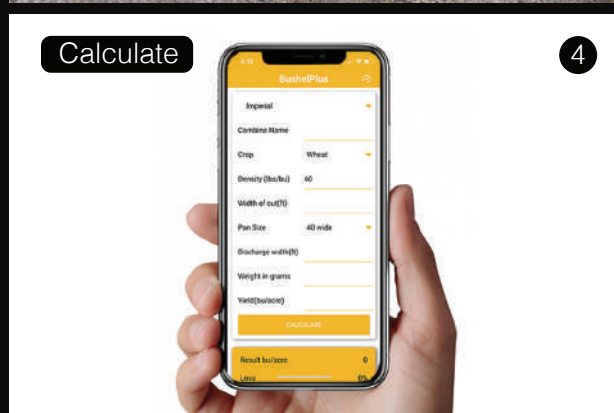 Calculate
4
BushelPlus
Imperial
Combine Name
Crop Wheat
Density (lbs/bu) 60
Width of cut(ft)
Pan Size 40 wide
Discharge width(ft)
Weight in grams
Yield(bu/acre)
CALCULATE
Result bu/acre 0
Loss 0%